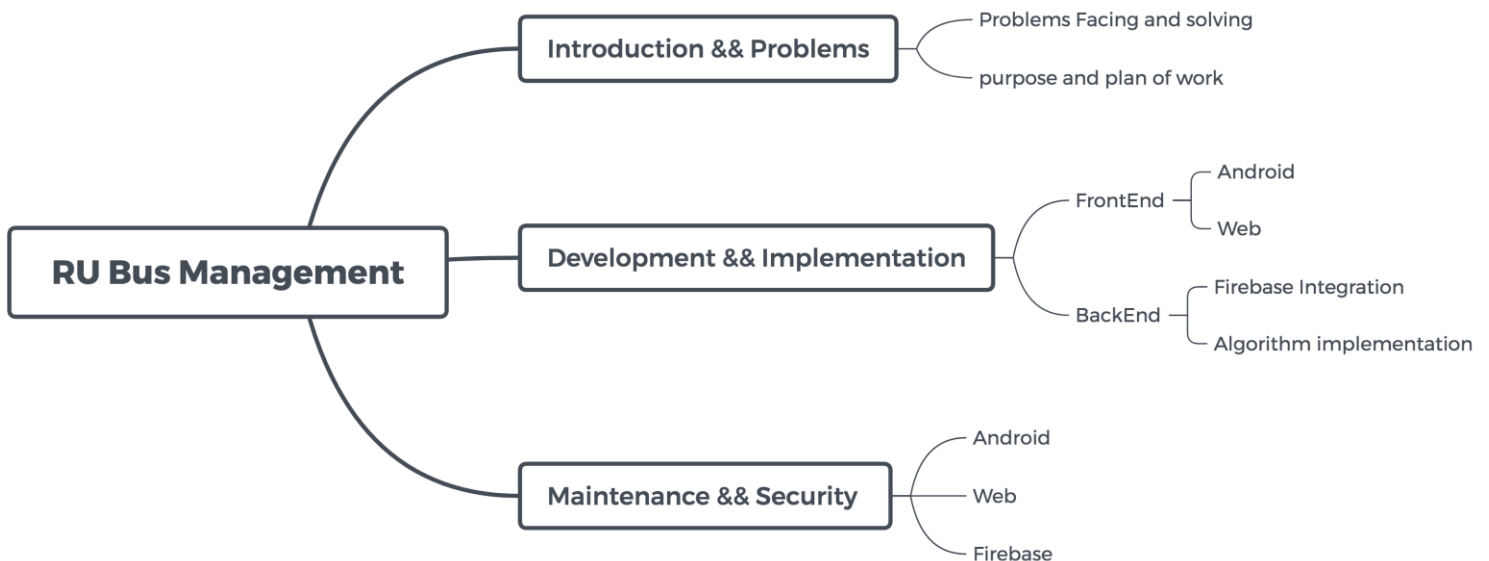 RU Bus Management
Introduction && Problems
Problems Facing and solving
purpose and plan of work
Development && Implementation
FrontEnd
Android
Web
BackEnd
Firebase Integration
Algorithm implementation
Maintenance && Security
Android
Web
Firebase